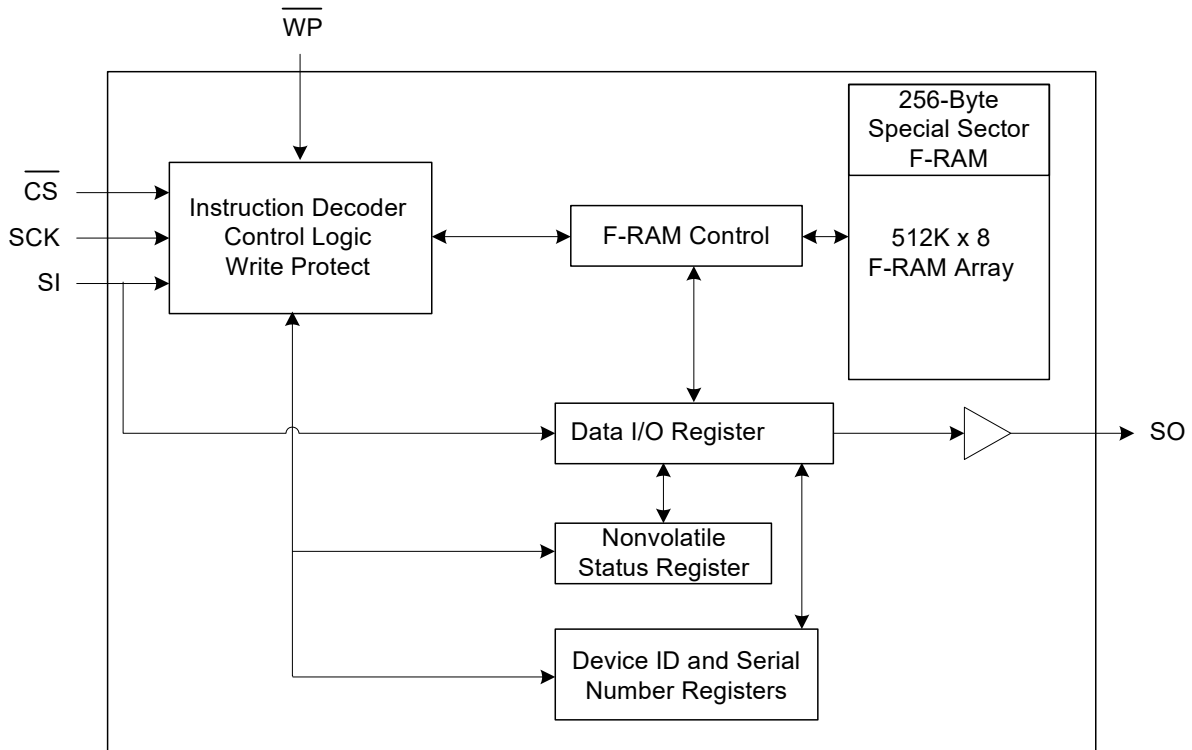 WP
256-Byte
Special Sector
F-RAM
CS
SCK
SI
Instruction Decoder
Control Logic
Write Protect
F-RAM Control
512K x 8
F-RAM Array
Data I/O Register
SO
Nonvolatile
Status Register
Device ID and Serial
Number Registers